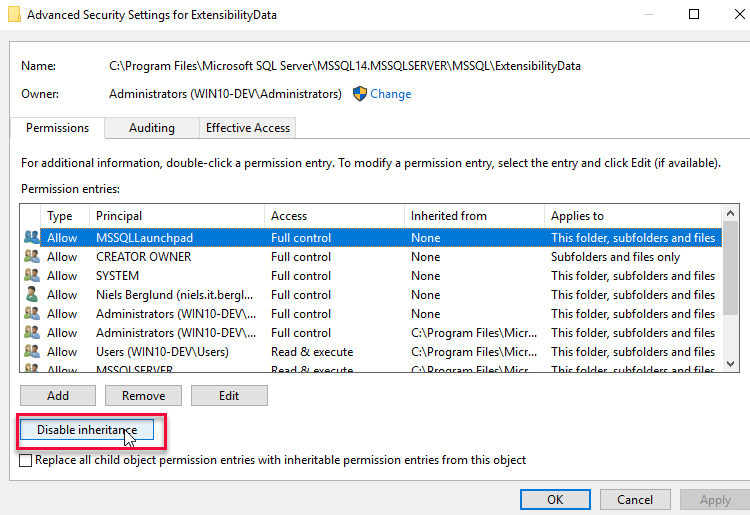 Advanced Security Settings for ExtensibilityData
Name: C:\Program Files\Microsoft SQL Server\MSSQL14.MSSQLSERVER\MSSQL\ExtensibilityData
Owner: Administrators (WIN10-DEV\Administrators) Change
Permissions Auditing Effective Access
For additional information, double-click a permission entry. To modify a permission entry, select the entry and click Edit (if available).
Permission entries:
Type Principal Access Inherited from Applies to
Allow MSSQLLaunchpad Full control None This folder, subfolders and files
Allow CREATOR OWNER Full control None Subfolders and files only
Allow SYSTEM Full control None This folder, subfolders and files
Allow Niels Berglund (niels.it.bergl... Full control None This folder, subfolders and files
Allow Administrators (WIN10-DEV\... Full control None This folder, subfolders and files
Allow Administrators (WIN10-DEV\... Full control C:\Program Files\Micr... This folder, subfolders and files
Allow Users (WIN10-DEV\Users) Read & execute C:\Program Files\Micr... This folder, subfolders and files
Allow MSSQLSERVER Read & execute C:\Program Files\Micr... This folder, subfolders and files
Add Remove Edit
Disable inheritance
Replace all child object permission entries with inheritable permission entries from this object
OK Cancel Apply